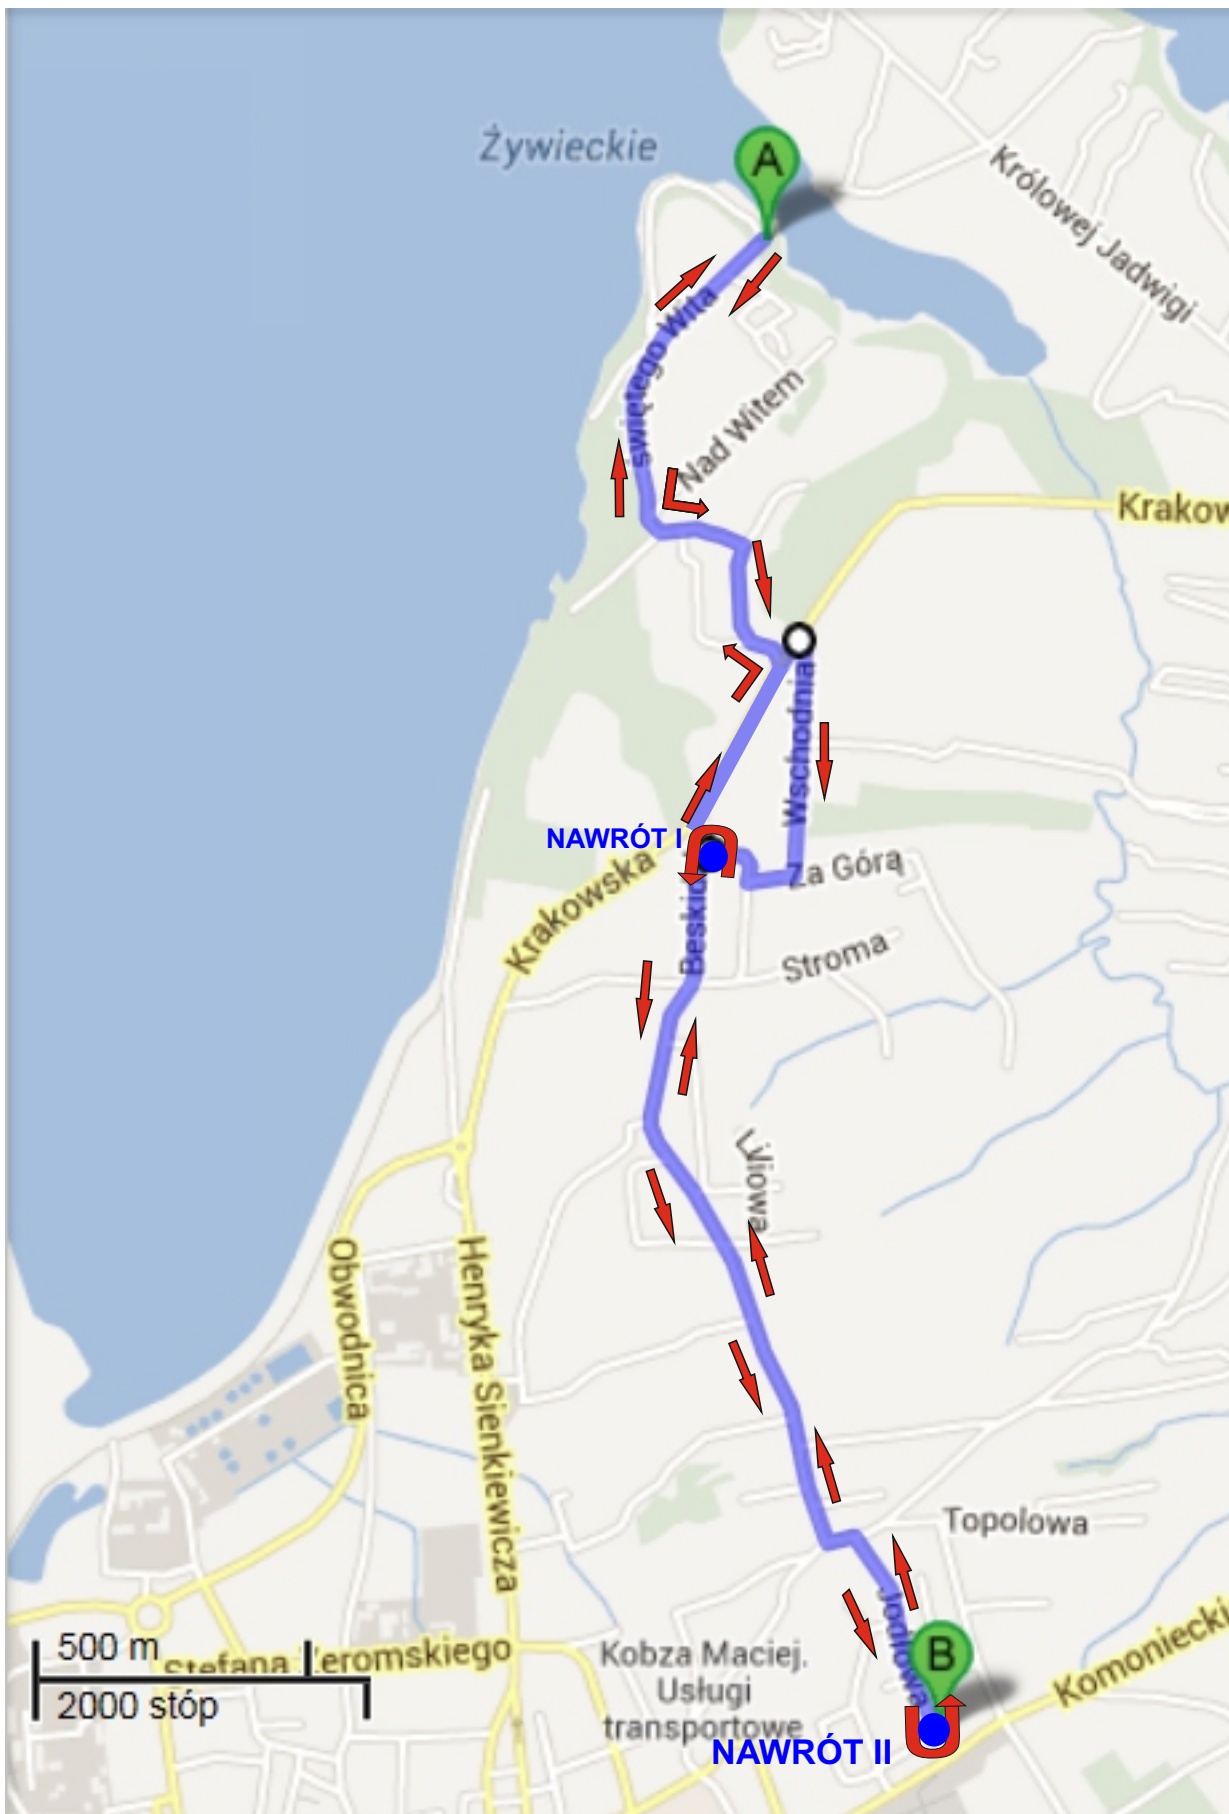 Żywieckie
A
Królowej Jadwigi
świętego Wita
Nad Witem
Krakow
Wschodnia
NAWRÓT I
Za Górą
Krakowska
Beskid
Stroma
Liliowa
Obwodnica
Henryka Sienkiewicza
Topolowa
Jodłowa
B
Komoniecki
500 m
2000 stóp
Stefana Żeromskiego
Kobza Maciej.
Usługi
transportowe
NAWRÓT II